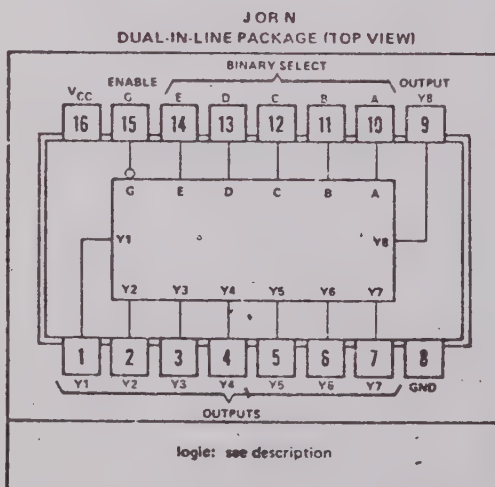 J OR N
DUAL-IN-LINE PACKAGE (TOP VIEW)
BINARY SELECT
ENABLE OUTPUT
VCC G E D C B A Y8
16 15 14 13 12 11 10 9
G E D C B A
Y1 Y8
Y2 Y3 Y4 Y5 Y6 Y7
1 2 3 4 5 6 7 8
Y1 Y2 Y3 Y4 Y5 Y6 Y7 GND
OUTPUTS
logic: see description